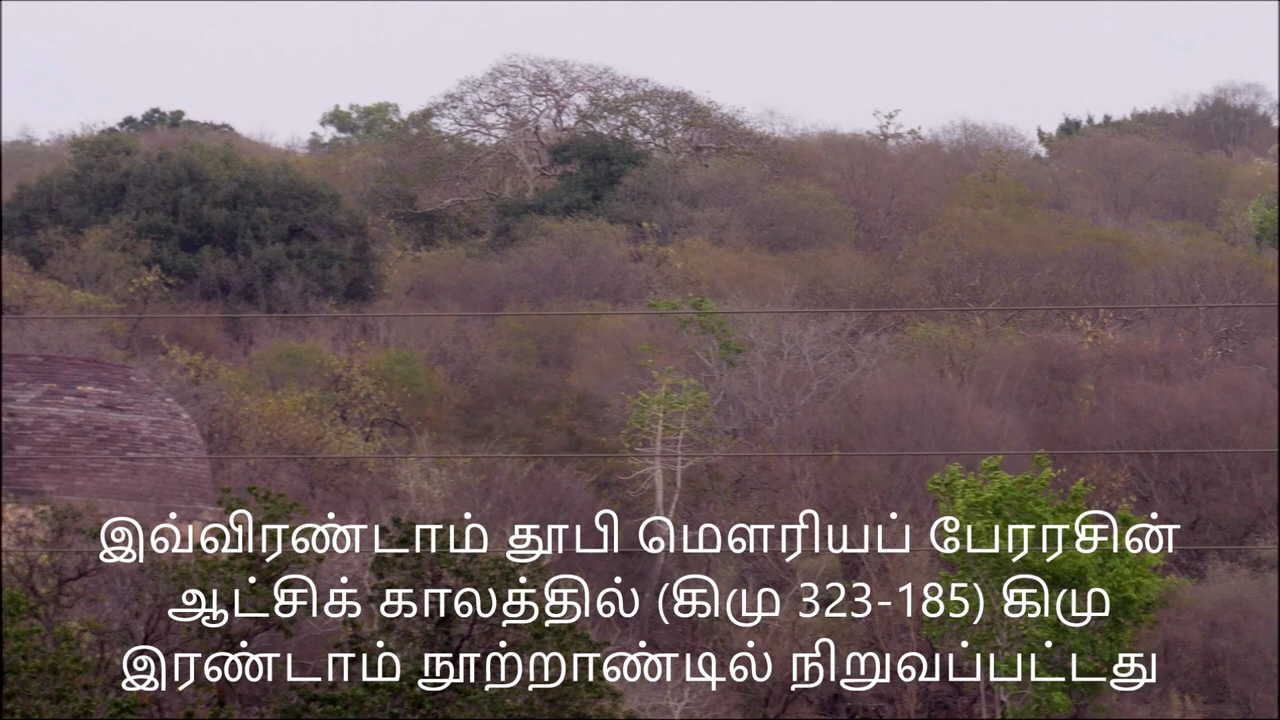 இவ்விரண்டாம் தூபி மௌரியப் பேரரசின்
ஆட்சிக் காலத்தில் (கிமு 323-185) கிமு
இரண்டாம் நூற்றாண்டில் நிறுவப்பட்டது